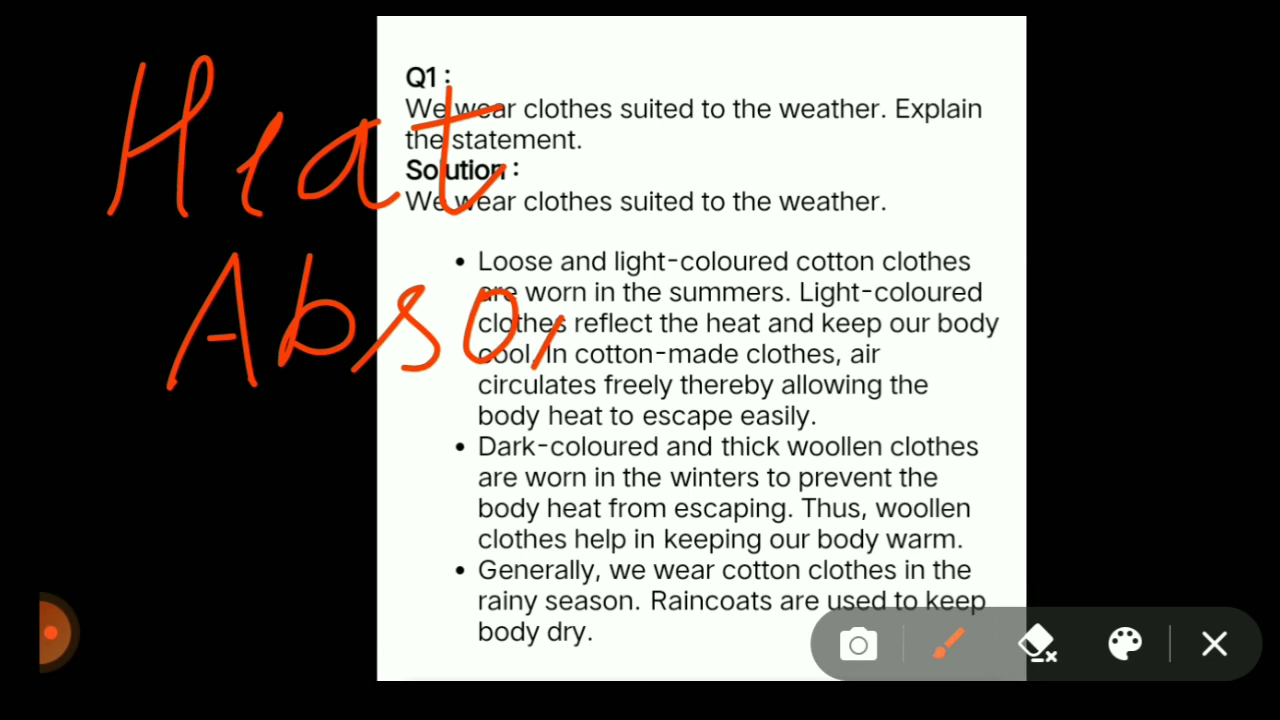 Heat
Abso
Q1 :
We wear clothes suited to the weather. Explain
the statement.
Solution :
We wear clothes suited to the weather.
• Loose and light-coloured cotton clothes
are worn in the summers. Light-coloured
clothes reflect the heat and keep our body
cool. In cotton-made clothes, air
circulates freely thereby allowing the
body heat to escape easily.
• Dark-coloured and thick woollen clothes
are worn in the winters to prevent the
body heat from escaping. Thus, woollen
clothes help in keeping our body warm.
• Generally, we wear cotton clothes in the
rainy season. Raincoats are used to keep
body dry.